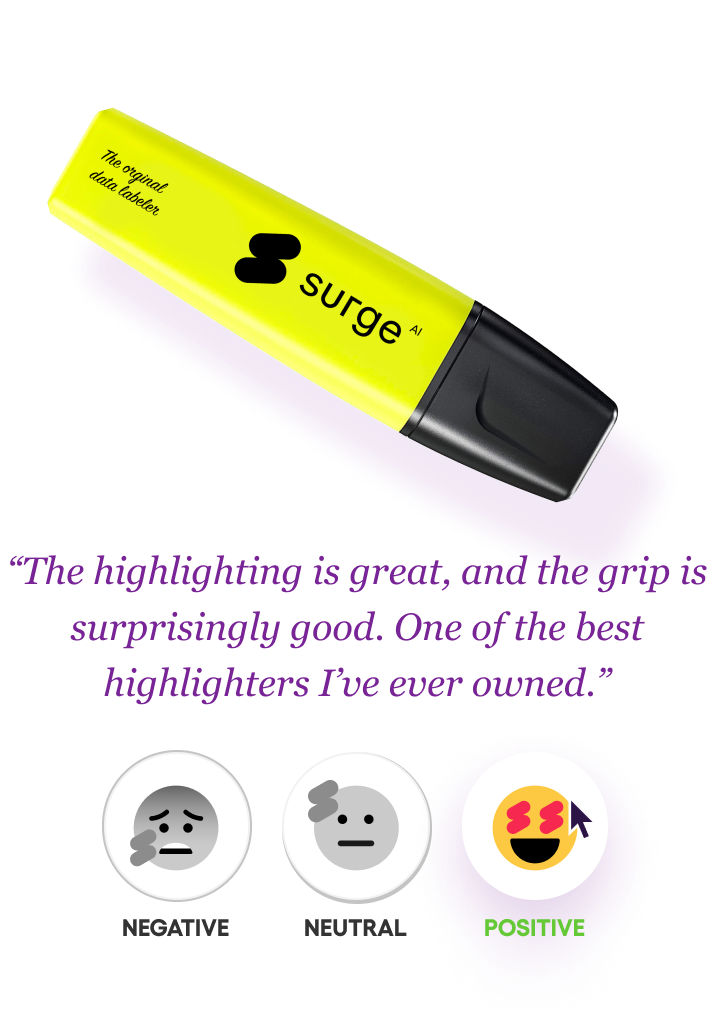 The orginal
data labeler
surge AI
“The highlighting is great, and the grip is
surprisingly good. One of the best
highlighters I’ve ever owned.”
NEGATIVE NEUTRAL POSITIVE